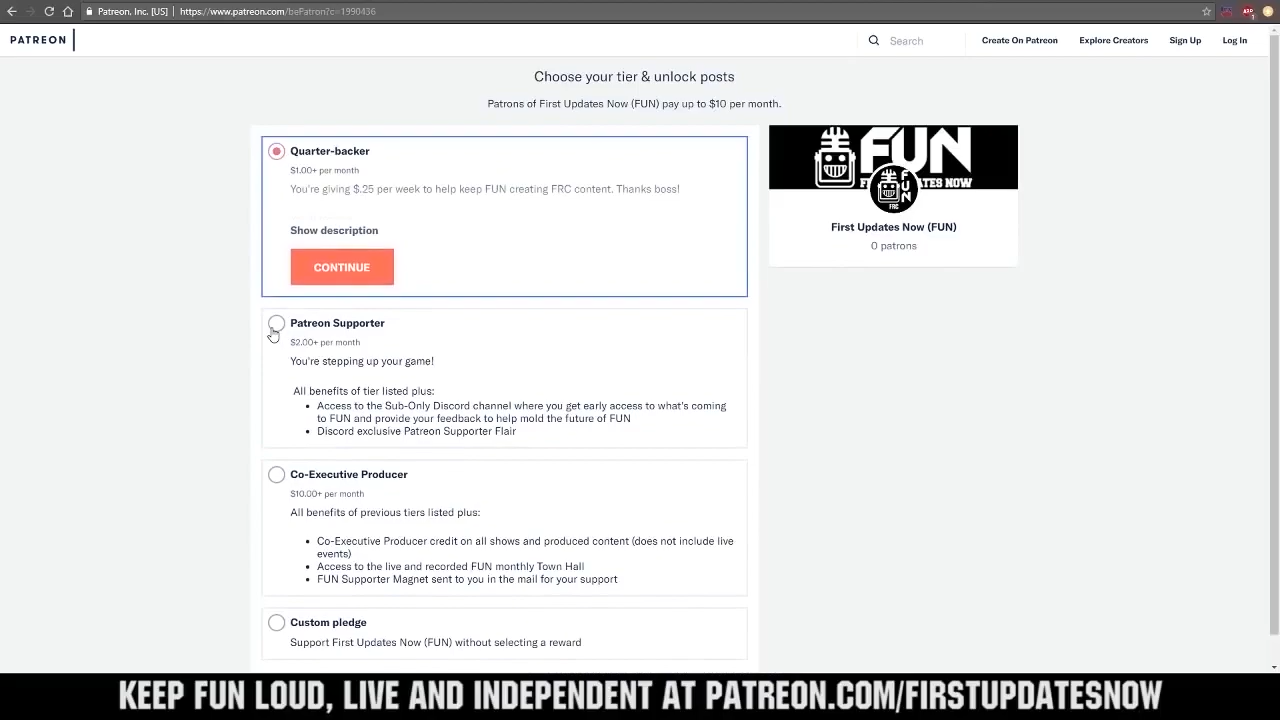 Patreon. Inc. [US] | https://www.patreon.com/bePatron?c=1990436
PATREON
Search
Create On Patreon
Explore Creators
Sign Up
Log In
Choose your tier & unlock posts
Patrons of First Updates Now (FUN) pay up to $10 per month.
Quarter-backer
$1.00+ per month
You're giving $.25 per week to help keep FUN creating FRC content. Thanks boss!
Show description
CONTINUE
Patreon Supporter
$2.00+ per month
You're stepping up your game!
All benefits of tier listed plus:
• Access to the Sub-Only Discord channel where you get early access to what's coming
to FUN and provide your feedback to help mold the future of FUN
• Discord exclusive Patreon Supporter Flair
Co-Executive Producer
$10.00+ per month
All benefits of previous tiers listed plus:
• Co-Executive Producer credit on all shows and produced content (does not include live
events)
• Access to the live and recorded FUN monthly Town Hall
• FUN Supporter Magnet sent to you in the mail for your support
Custom pledge
Support First Updates Now (FUN) without selecting a reward
FUN
TES NOW
FUN
FRC
First Updates Now (FUN)
0 patrons
KEEP FUN LOUD, LIVE AND INDEPENDENT AT PATREON.COM/FIRSTUPDATESNOW